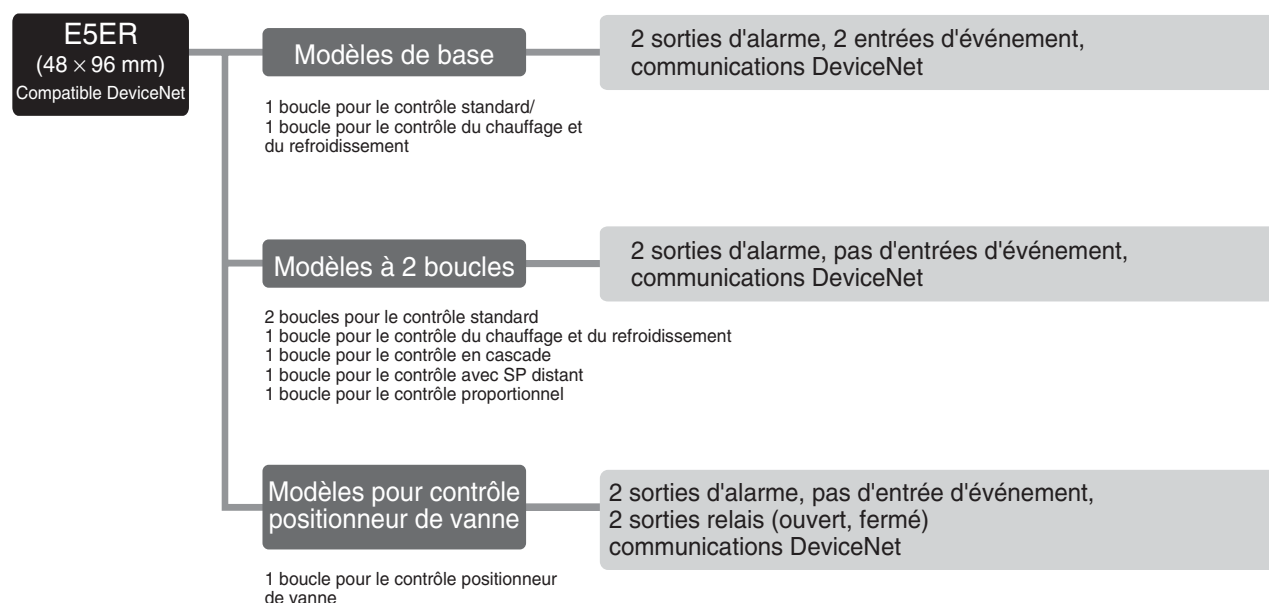 E5ER
(48 × 96 mm)
Compatible DeviceNet
Modèles de base
2 sorties d'alarme, 2 entrées d'événement,
communications DeviceNet
1 boucle pour le contrôle standard/
1 boucle pour le contrôle du chauffage et
du refroidissement
Modèles à 2 boucles
2 sorties d'alarme, pas d'entrées d'événement,
communications DeviceNet
2 boucles pour le contrôle standard
1 boucle pour le contrôle du chauffage et du refroidissement
1 boucle pour le contrôle en cascade
1 boucle pour le contrôle avec SP distant
1 boucle pour le contrôle proportionnel
Modèles pour contrôle
positionneur de vanne
2 sorties d'alarme, pas d'entrée d'événement,
2 sorties relais (ouvert, fermé)
communications DeviceNet
1 boucle pour le contrôle positionneur
de vanne